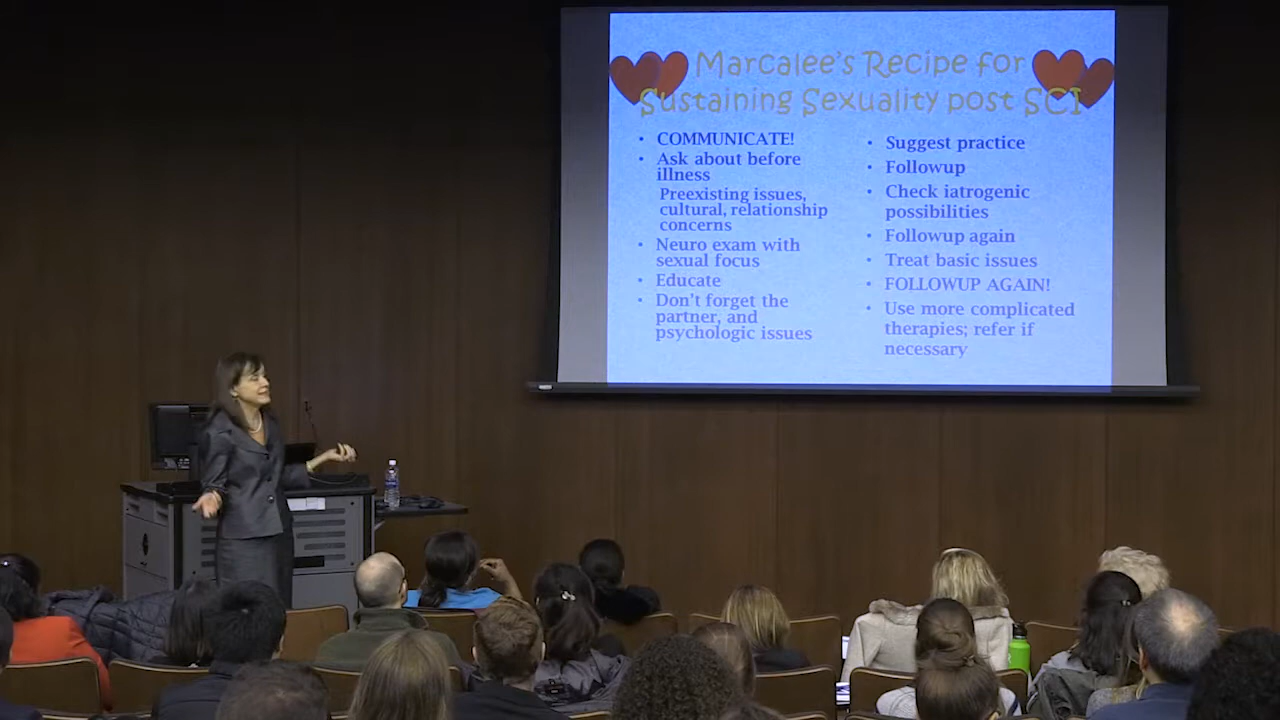 Marcalee's Recipe for
Sustaining Sexuality post SCI
• COMMUNICATE!
• Ask about before
illness
Preexisting issues,
cultural, relationship
concerns
• Neuro exam with
sexual focus
• Educate
• Don't forget the
partner, and
psychologic issues
• Suggest practice
• Followup
• Check iatrogenic
possibilities
• Followup again
• Treat basic issues
• FOLLOWUP AGAIN!
• Use more complicated
therapies; refer if
necessary